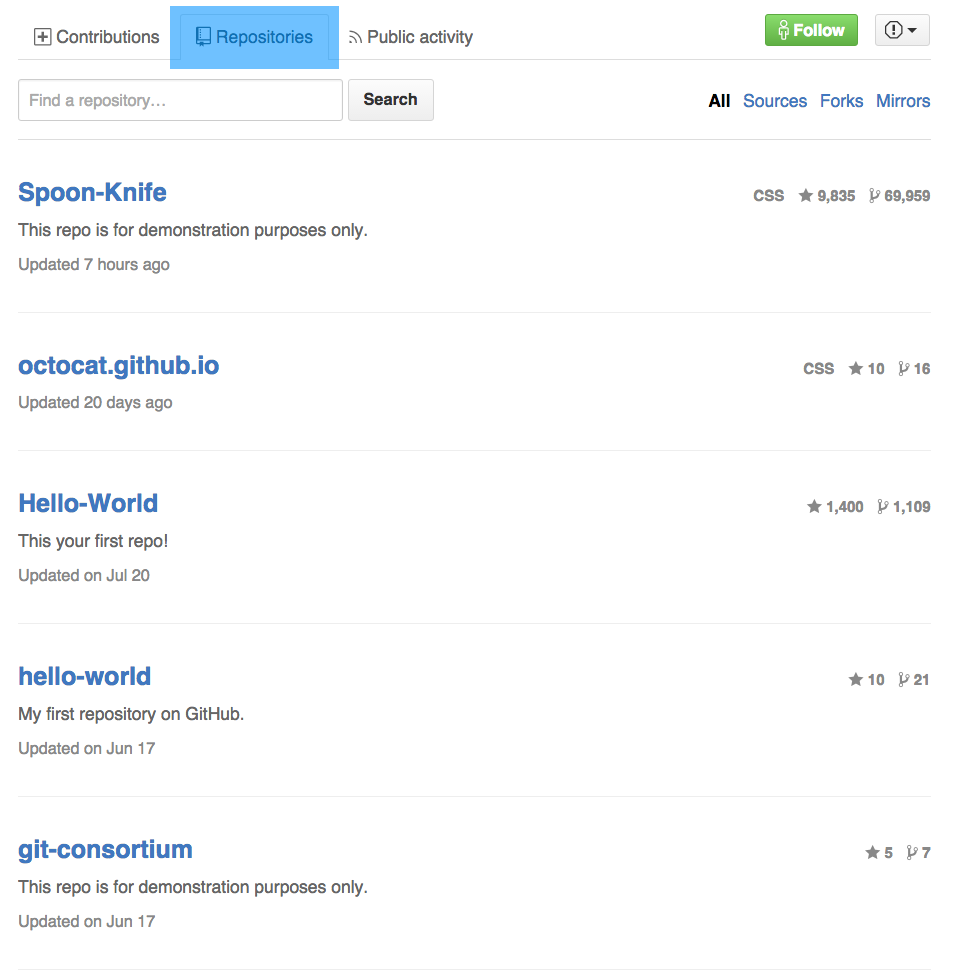 Contributions Repositories Public activity Follow
Find a repository… Search All Sources Forks Mirrors
Spoon-Knife CSS 9,835 69,959
This repo is for demonstration purposes only.
Updated 7 hours ago
octocat.github.io CSS 10 16
Updated 20 days ago
Hello-World 1,400 1,109
This your first repo!
Updated on Jul 20
hello-world 10 21
My first repository on GitHub.
Updated on Jun 17
git-consortium 5 7
This repo is for demonstration purposes only.
Updated on Jun 17